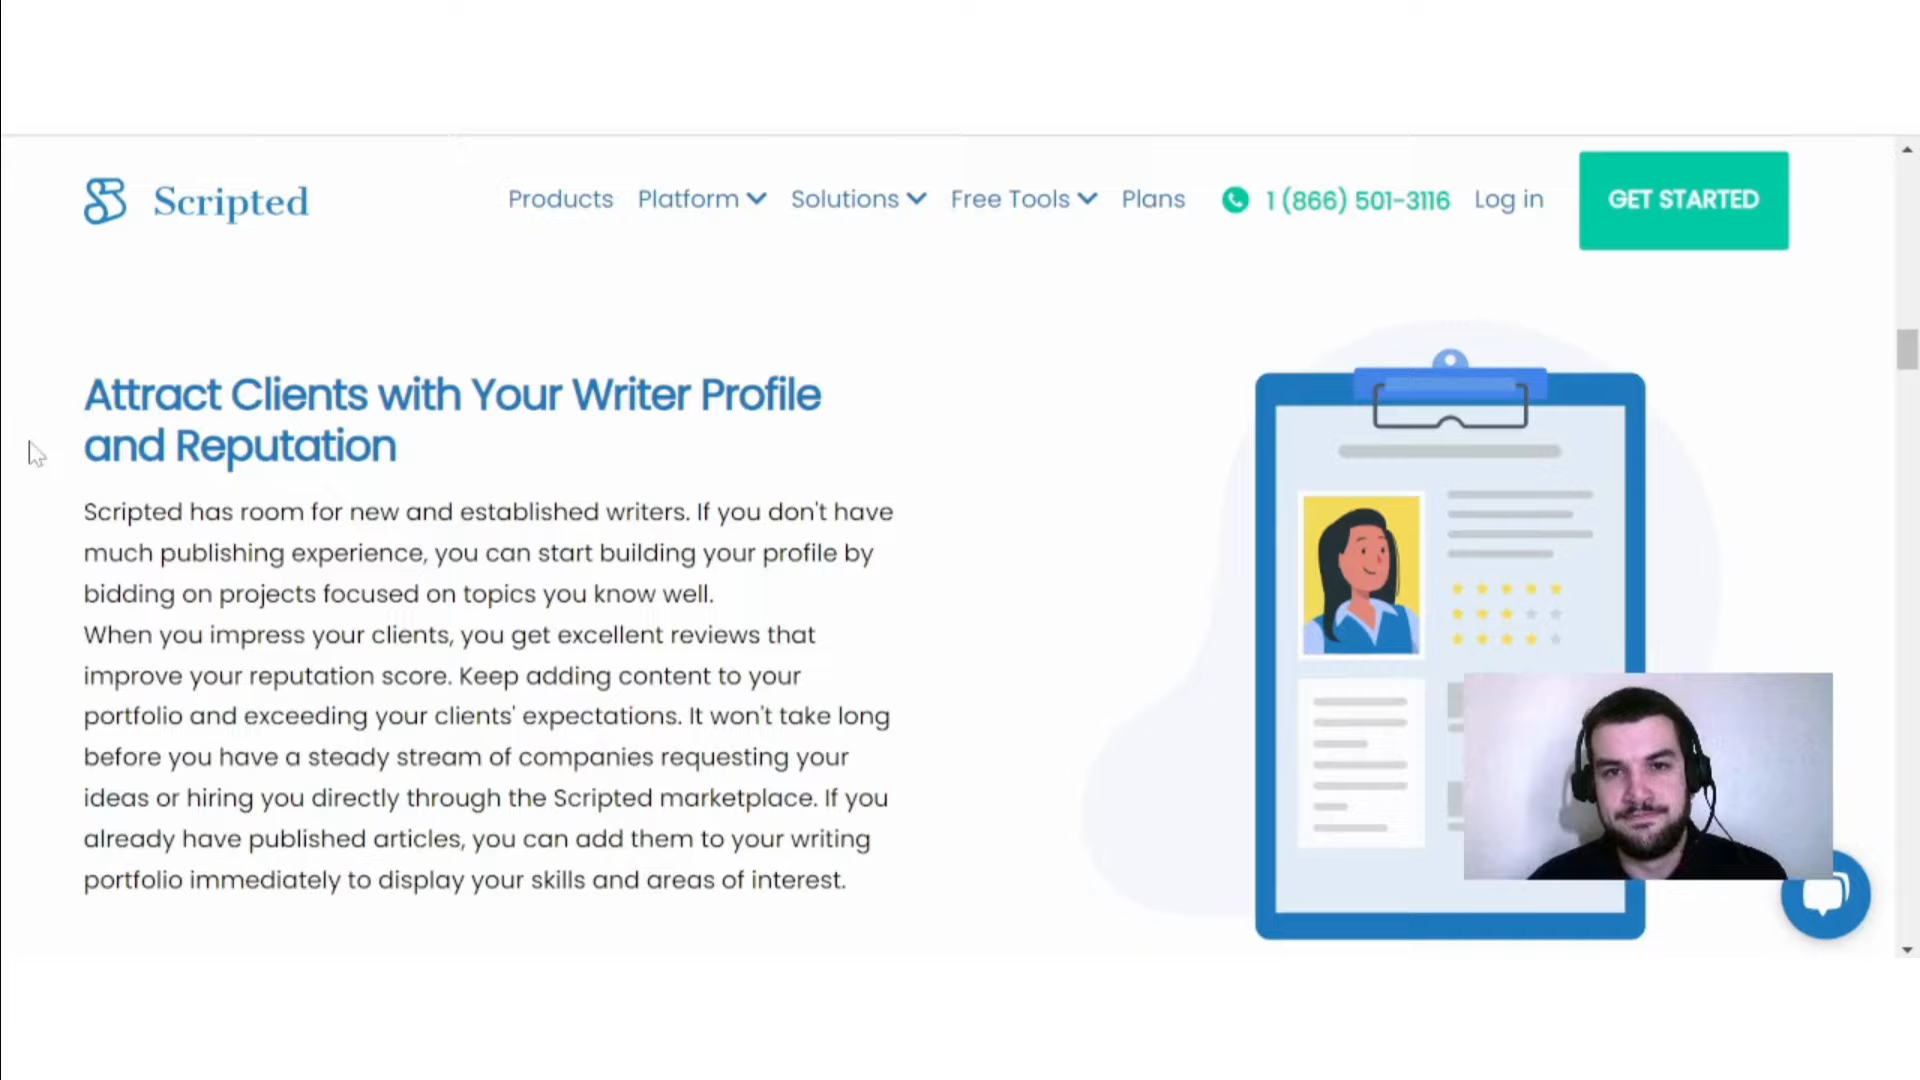 Scripted
Products Platform Solutions Free Tools Plans 1 (866) 501-3116 Log in GET STARTED
Attract Clients with Your Writer Profile
and Reputation
Scripted has room for new and established writers. If you don't have
much publishing experience, you can start building your profile by
bidding on projects focused on topics you know well.
When you impress your clients, you get excellent reviews that
improve your reputation score. Keep adding content to your
portfolio and exceeding your clients' expectations. It won't take long
before you have a steady stream of companies requesting your
ideas or hiring you directly through the Scripted marketplace. If you
already have published articles, you can add them to your writing
portfolio immediately to display your skills and areas of interest.